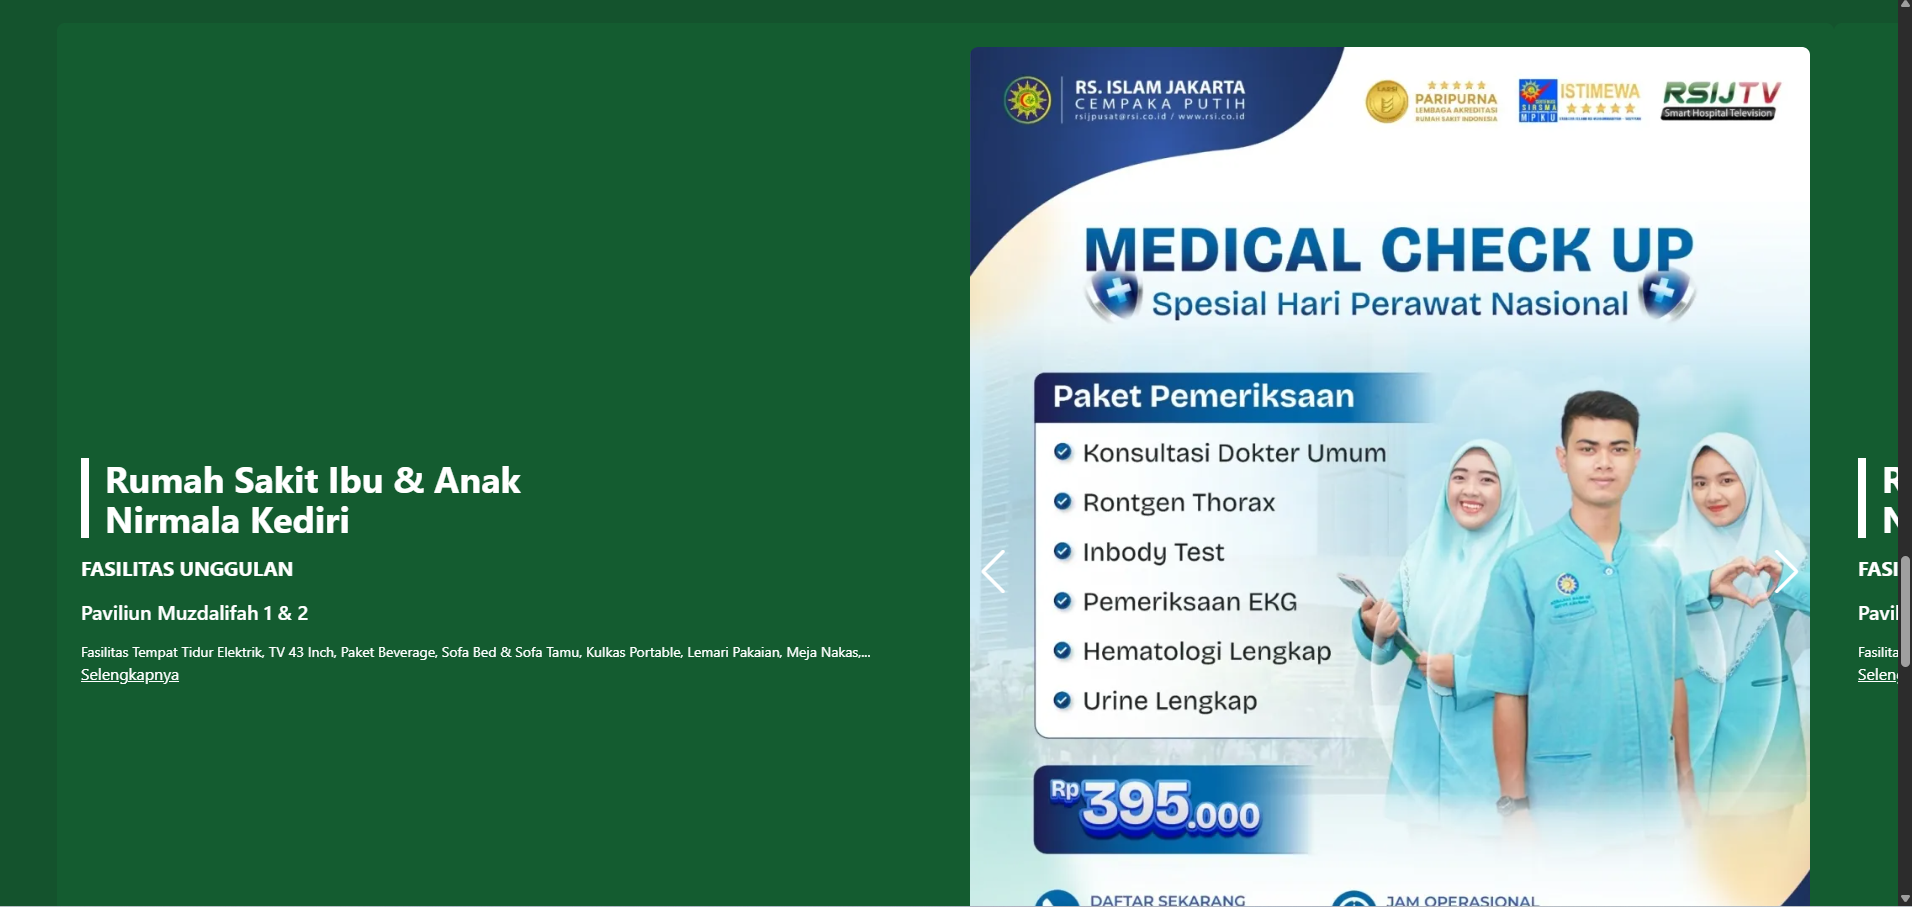 Rumah Sakit Ibu & Anak
Nirmala Kediri
FASILITAS UNGGULAN
Paviliun Muzdalifah 1 & 2
Fasilitas Tempat Tidur Elektrik, TV 43 Inch, Paket Beverage, Sofa Bed & Sofa Tamu, Kulkas Portable, Lemari Pakaian, Meja Nakas,...
Selengkapnya
RS. ISLAM JAKARTA
CEMPAKA PUTIH
rsijpusat@rsi.co.id / www.rsi.co.id
PARIPURNA
LEMBAGA AKREDITASI
RUMAH SAKIT INDONESIA
MPKU
ISTIMEWA
RSIJTV
Smart Hospital Television
MEDICAL CHECK UP
Spesial Hari Perawat Nasional
Paket Pemeriksaan
Konsultasi Dokter Umum
Rontgen Thorax
Inbody Test
Pemeriksaan EKG
Hematologi Lengkap
Urine Lengkap
Rp 395.000
DAFTAR SEKARANG
JAM OPERASIONAL
R
N
FASI
Pavil
Fasilita
Selen